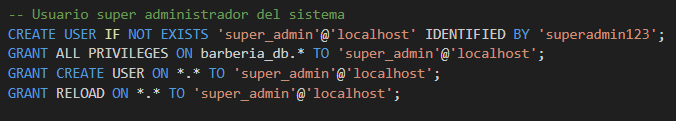 -- Usuario super administrador del sistema
CREATE USER IF NOT EXISTS 'super_admin'@'localhost' IDENTIFIED BY 'superadmin123';
GRANT ALL PRIVILEGES ON barberia_db.* TO 'super_admin'@'localhost';
GRANT CREATE USER ON *.* TO 'super_admin'@'localhost';
GRANT RELOAD ON *.* TO 'super_admin'@'localhost';